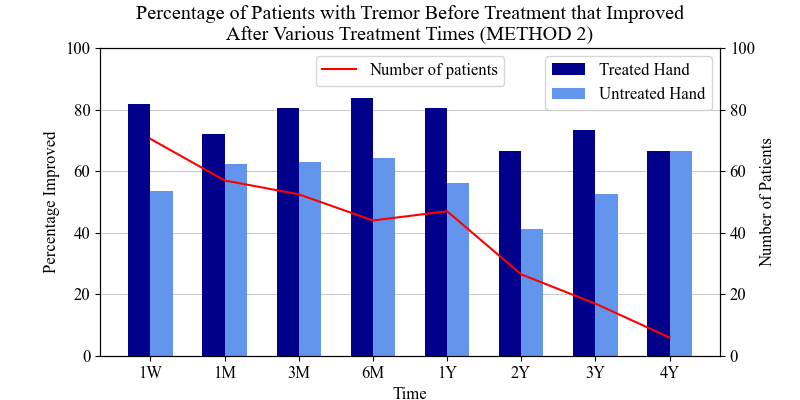 Percentage of Patients with Tremor Before Treatment that Improved
After Various Treatment Times (METHOD 2)
Number of patients
Treated Hand
Untreated Hand
Percentage Improved
Number of Patients
100
80
60
40
20
0
100
80
60
40
20
0
1W 1M 3M 6M 1Y 2Y 3Y 4Y
Time